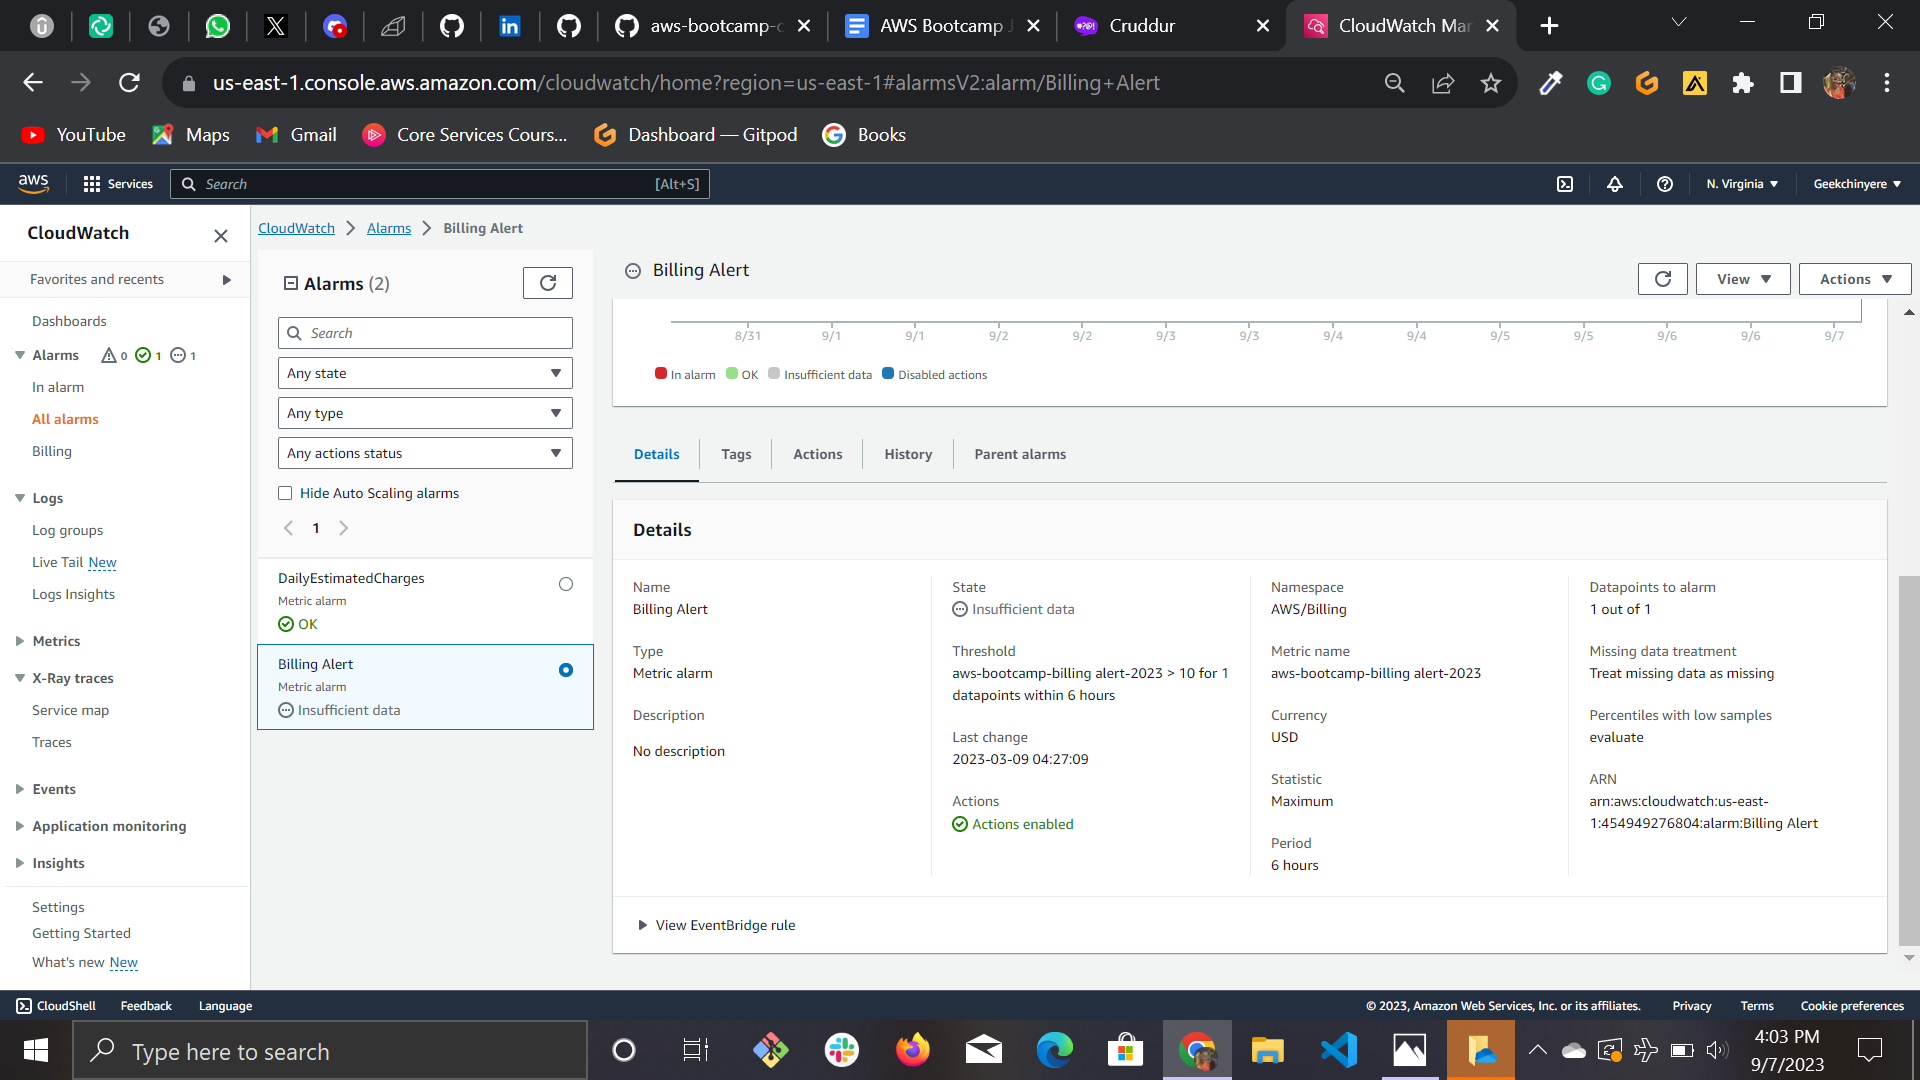 aws-bootcamp-c
AWS Bootcamp J
Cruddur
CloudWatch Man
us-east-1.console.aws.amazon.com/cloudwatch/home?region=us-east-1#alarmsV2:alarm/Billing+Alert
YouTube
Maps
Gmail
Core Services Cours...
Dashboard — Gitpod
Books
aws
Services
Search
[Alt+S]
N. Virginia
Geekchinyere
CloudWatch
Favorites and recents
Dashboards
Alarms 0 1 1
In alarm
All alarms
Billing
Logs
Log groups
Live Tail New
Logs Insights
Metrics
X-Ray traces
Service map
Traces
Events
Application monitoring
Insights
Settings
Getting Started
What's new New
CloudWatch
Alarms
Billing Alert
Alarms (2)
Search
Any state
Any type
Any actions status
Hide Auto Scaling alarms
1
DailyEstimatedCharges
Metric alarm
OK
Billing Alert
Metric alarm
Insufficient data
Billing Alert
View
Actions
8/31 9/1 9/1 9/2 9/2 9/3 9/3 9/4 9/4 9/5 9/5 9/6 9/6 9/7
In alarm OK Insufficient data Disabled actions
Details
Tags
Actions
History
Parent alarms
Details
Name
Billing Alert
Type
Metric alarm
Description
No description
State
Insufficient data
Threshold
aws-bootcamp-billing alert-2023 > 10 for 1
datapoints within 6 hours
Last change
2023-03-09 04:27:09
Actions
Actions enabled
Namespace
AWS/Billing
Metric name
aws-bootcamp-billing alert-2023
Currency
USD
Statistic
Maximum
Period
6 hours
Datapoints to alarm
1 out of 1
Missing data treatment
Treat missing data as missing
Percentiles with low samples
evaluate
ARN
arn:aws:cloudwatch:us-east-
1:454949276804:alarm:Billing Alert
View EventBridge rule
CloudShell
Feedback
Language
© 2023, Amazon Web Services, Inc. or its affiliates.
Privacy
Terms
Cookie preferences
Type here to search
4:03 PM
9/7/2023